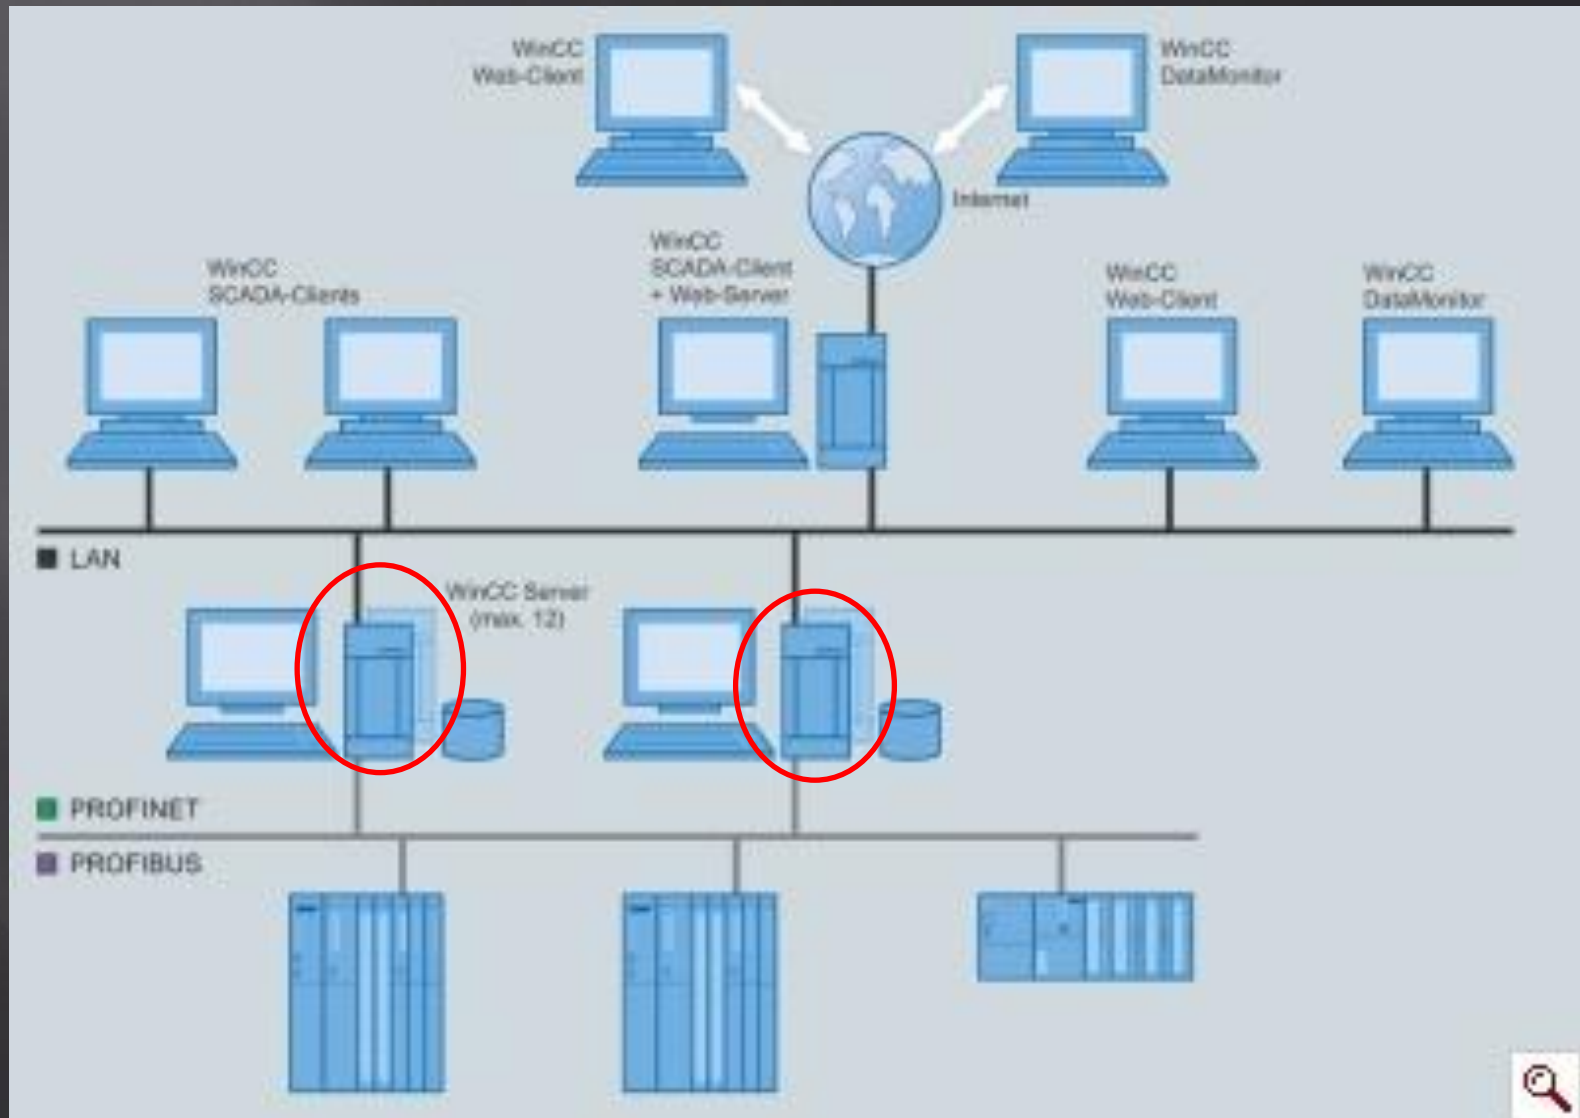 WinCC
Web-Client
WinCC
DataMonitor
Internet
WinCC
SCADA-Clients
WinCC
SCADA-Client
+ Web-Server
WinCC
Web-Client
WinCC
DataMonitor
LAN
WinCC Server
(max. 12)
PROFINET
PROFIBUS